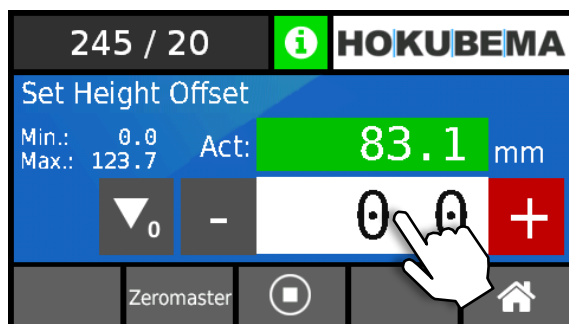 245 / 20 i HOKUBEMA
Set Height Offset
Min.: 0.0
Max.: 123.7
Act: 83.1 mm
0 - 0.0 +
Zeromaster